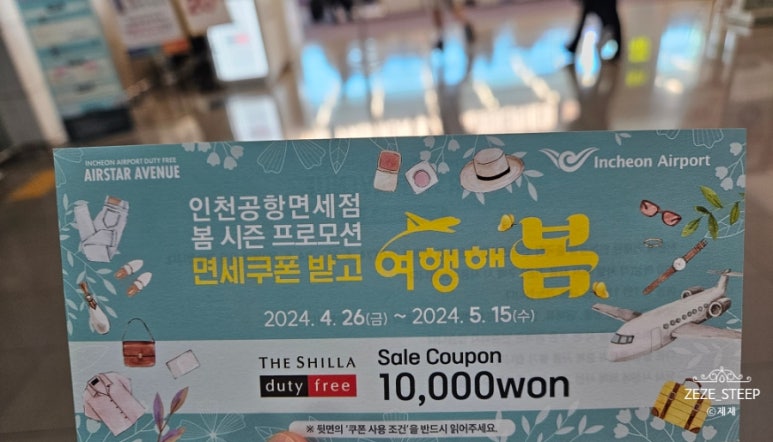 INCHEON AIRPORT DUTY FREE
AIRSTAR AVENUE
Incheon Airport
인천공항면세점
봄 시즌 프로모션
면세쿠폰 받고 여행해봄
2024. 4. 26(금) ~ 2024. 5. 15(수)
THE SHILLA
duty free
Sale Coupon
10,000won
※ 뒷면의 '쿠폰 사용 조건'을 반드시 읽어주세요.
ZEZE_STEEP
©제제